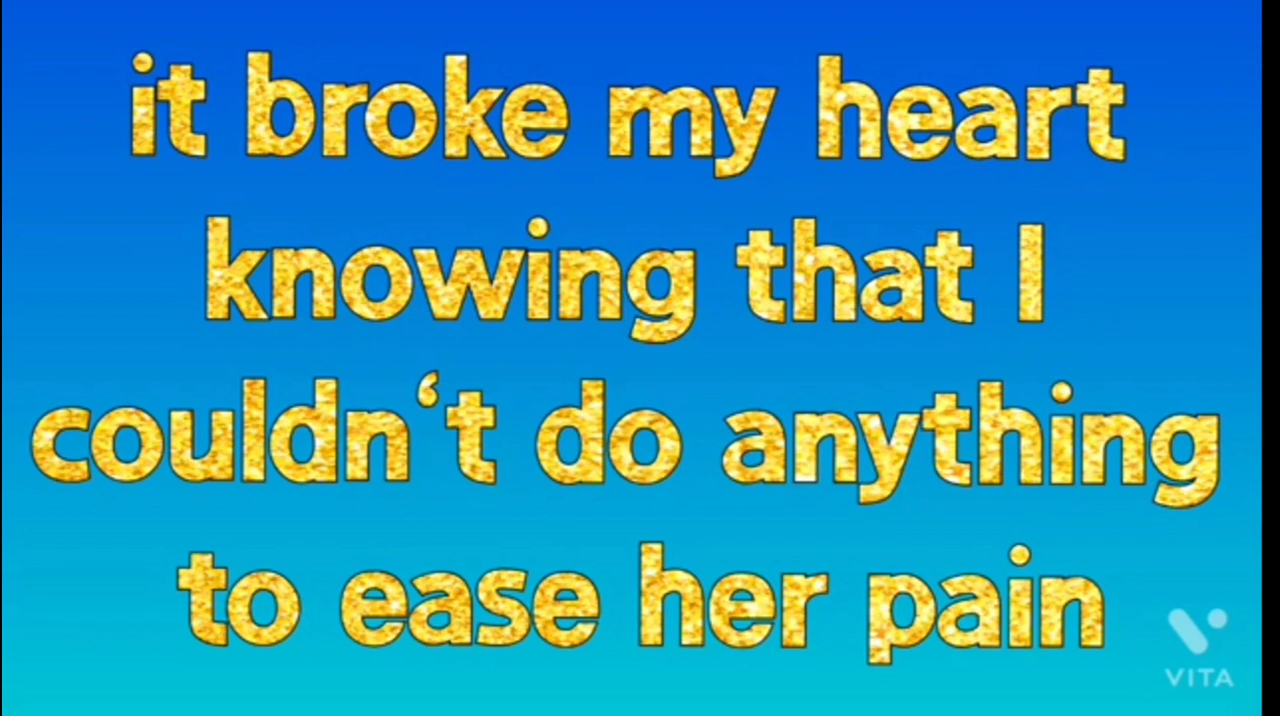 it broke my heart
knowing that I
couldn‘t do anything
to ease her pain
VITA